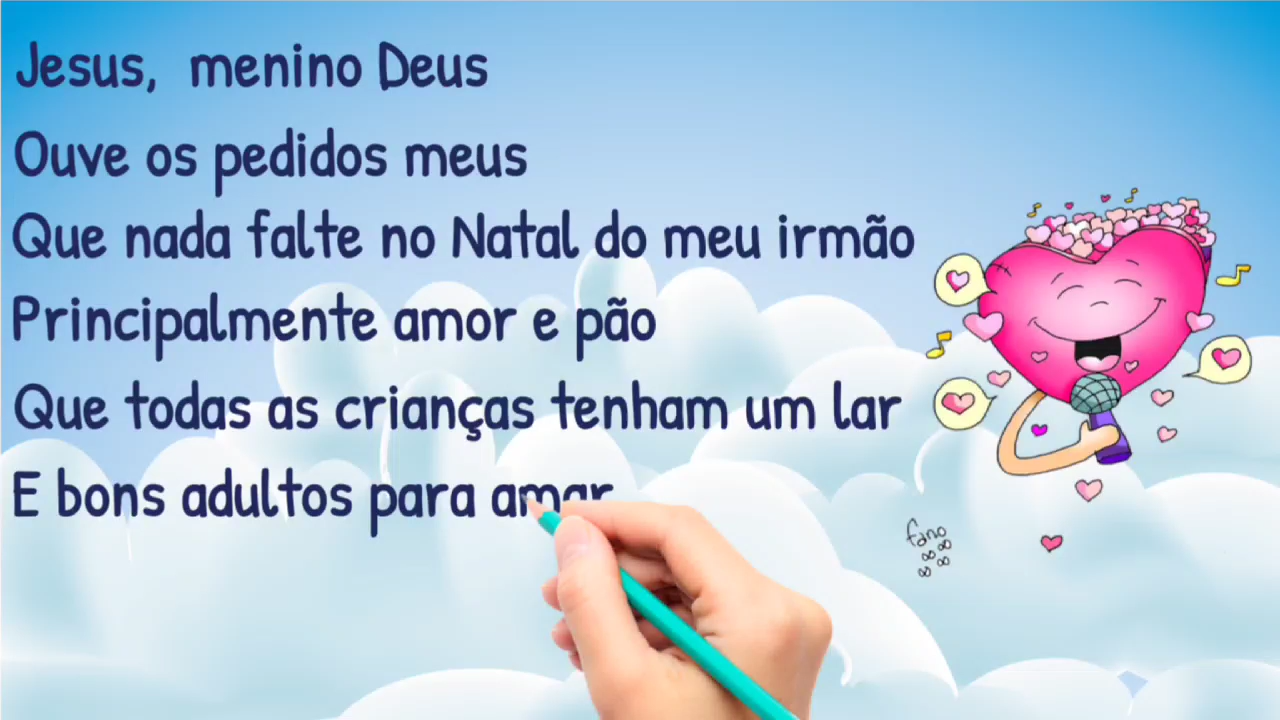 Jesus, menino Deus
Ouve os pedidos meus
Que nada falte no Natal do meu irmão
Principalmente amor e pão
Que todas as crianças tenham um lar
E bons adultos para amar
fano